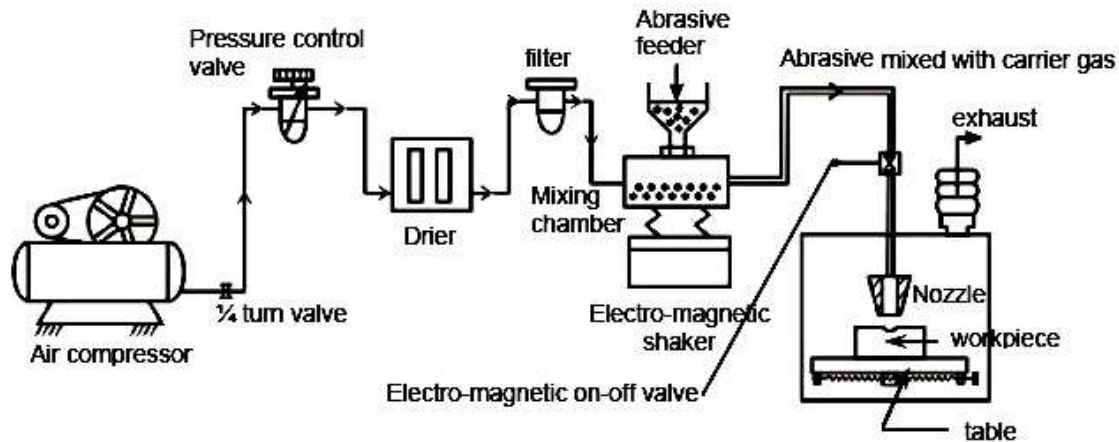 Abrasive
feeder
Pressure control
valve
filter
Abrasive mixed with carrier gas
exhaust
Mixing
chamber
Drier
Nozzle
¼ turn valve
Electro-magnetic
shaker
workpiece
Air compressor
Electro-magnetic on-off valve
table